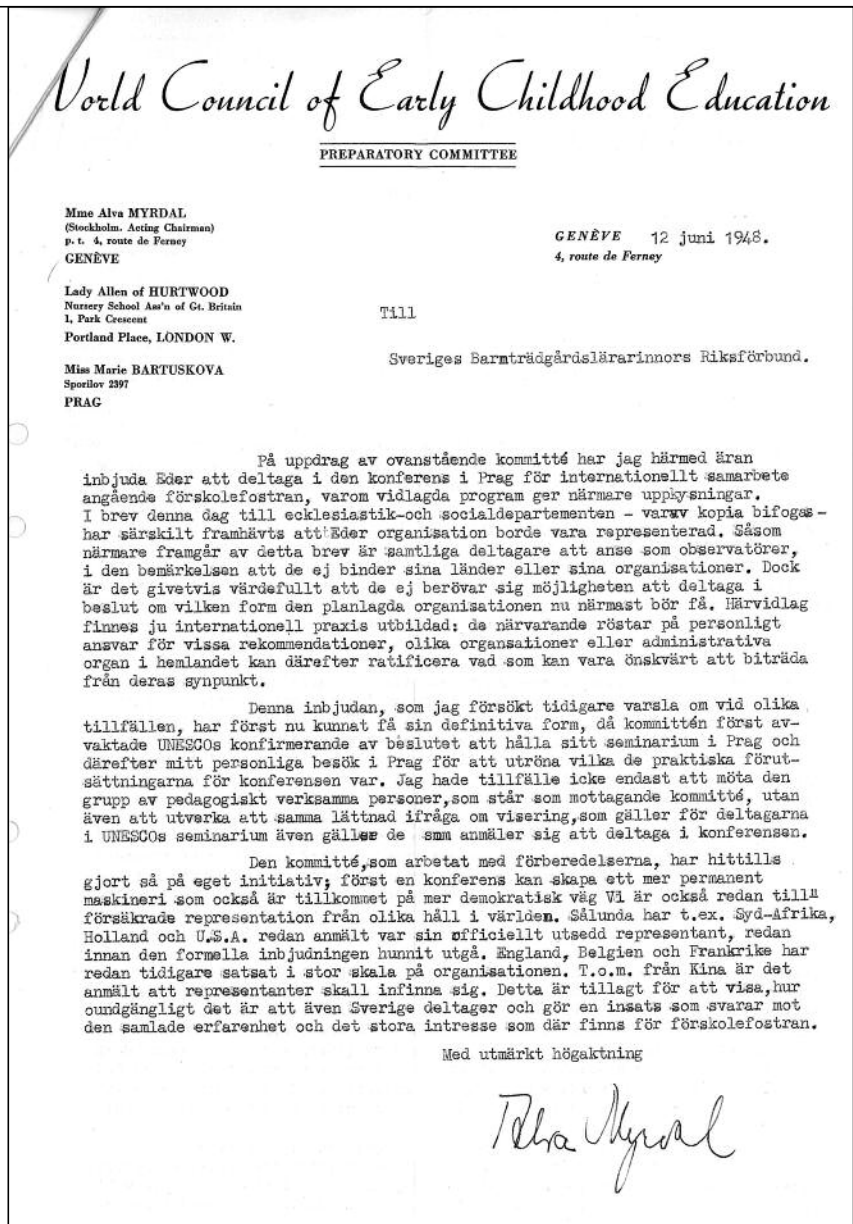 World Council of Early Childhood Education
PREPARATORY COMMITTEE
Mme Alva MYRDAL
(Stockholm. Acting Chairman)
p. t. 4, route de Ferney
GENÈVE
Lady Allen of HURTWOOD
Nursery School Ass'n of Gt. Britain
1, Park Crescent
Portland Place, LONDON W.
Miss Marie BARTUSKOVA
Sporilov 2397
PRAG
GENÈVE 12 juni 1948.
4, route de Ferney
Till
Sveriges Barnträdgårdslärarinnors Riksförbund.
På uppdrag av ovanstående kommitté har jag härmed äran
inbjuda Eder att deltaga i den konferens i Prag för internationellt samarbete
angående förskolefostran, varom vidlagda program ger närmare upplysningar.
I brev denna dag till ecklesiastik-och socialdepartementen - varav kopia bifogas -
har särskilt framhävts att Eder organisation borde vara representerad. Såsom
närmare framgår av detta brev är samtliga deltagare att anse som observatörer,
i den bemärkelsen att de ej binder sina länder eller sina organisationer. Dock
är det givetvis värdefullt att de ej berövar sig möjligheten att deltaga i
beslut om vilken form den planlagda organisationen nu närmast bör få. Härvidlag
finnes ju internationell praxis utbildad: de närvarande röstar på personligt
ansvar för vissa rekommendationer, olika organsationer eller administrativa
organ i hemlandet kan därefter ratificera vad som kan vara önskvärt att biträda
från deras synpunkt.
Denna inbjudan, som jag försökt tidigare varsla om vid olika
tillfällen, har först nu kunnat få sin definitiva form, då kommittén först av-
vaktade UNESCOs konfirmerande av beslutet att hålla sitt seminarium i Prag och
därefter mitt personliga besök i Prag för att utröna vilka de praktiska förut-
sättningarna för konferensen var. Jag hade tillfälle icke endast att möta den
grupp av pedagogiskt verksamma personer,som står som mottagande kommitté, utan
även att utverka att samma lättnad ifråga om visering,som gäller för deltagarna
i UNESCOs seminarium även gäller de som anmäler sig att deltaga i konferensen.
Den kommitté,som arbetat med förberedelserna, har hittills
gjort så på eget initiativ; först en konferens kan skapa ett mer permanent
maskineri som också är tillkommet på mer demokratisk väg Vi är också redan till"
försäkrade representation från olika håll i världen. Sålunda har t.ex. Syd-Afrika,
Holland och U.S.A. redan anmält var sin officiellt utsedd representant, redan
innan den formella inbjudningen hunnit utgå. England, Belgien och Frankrike har
redan tidigare satsat i stor skala på organisationen. T.o.m. från Kina är det
anmält att representanter skall infinna sig. Detta är tillagt för att visa,hur
oundgängligt det är att även Sverige deltager och gör en insats som svarar mot
den samlade erfarenhet och det stora intresse som där finns för förskolefostran.
Med utmärkt högaktning
Alva Myrdal